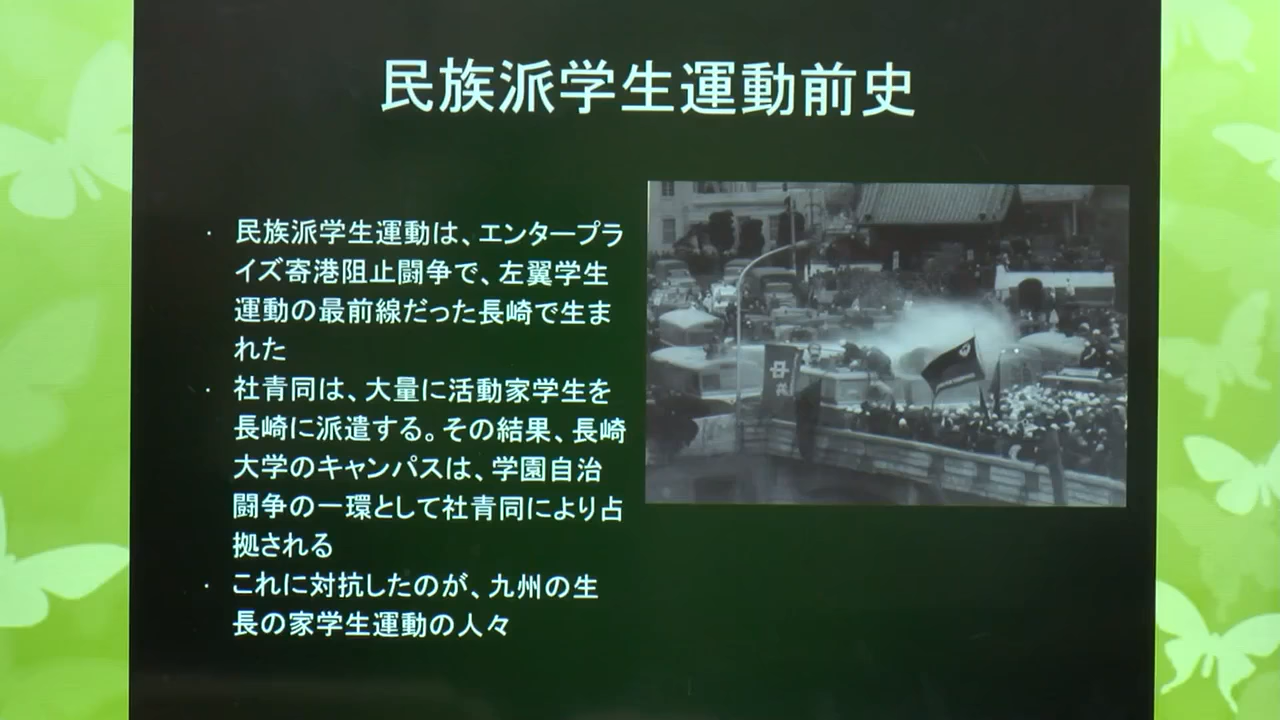 民族派学生運動前史
・ 民族派学生運動は、エンタープラ
イズ寄港阻止闘争で、左翼学生
運動の最前線だった長崎で生ま
れた
・ 社青同は、大量に活動家学生を
長崎に派遣する。その結果、長崎
大学のキャンパスは、学園自治
闘争の一環として社青同により占
拠される
・ これに対抗したのが、九州の生
長の家学生運動の人々